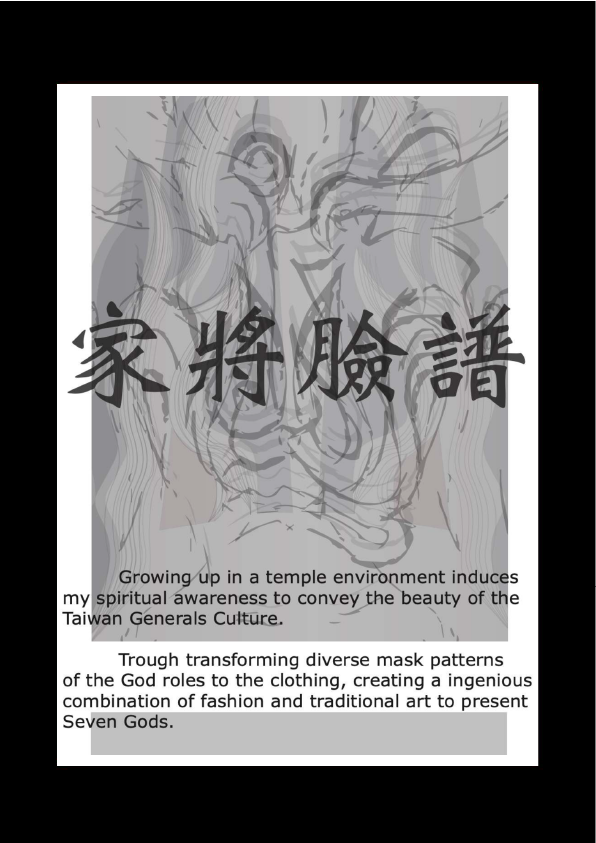 家將臉譜
Growing up in a temple environment induces
my spiritual awareness to convey the beauty of the
Taiwan Generals Culture.
Trough transforming diverse mask patterns
of the God roles to the clothing, creating a ingenious
combination of fashion and traditional art to present
Seven Gods.